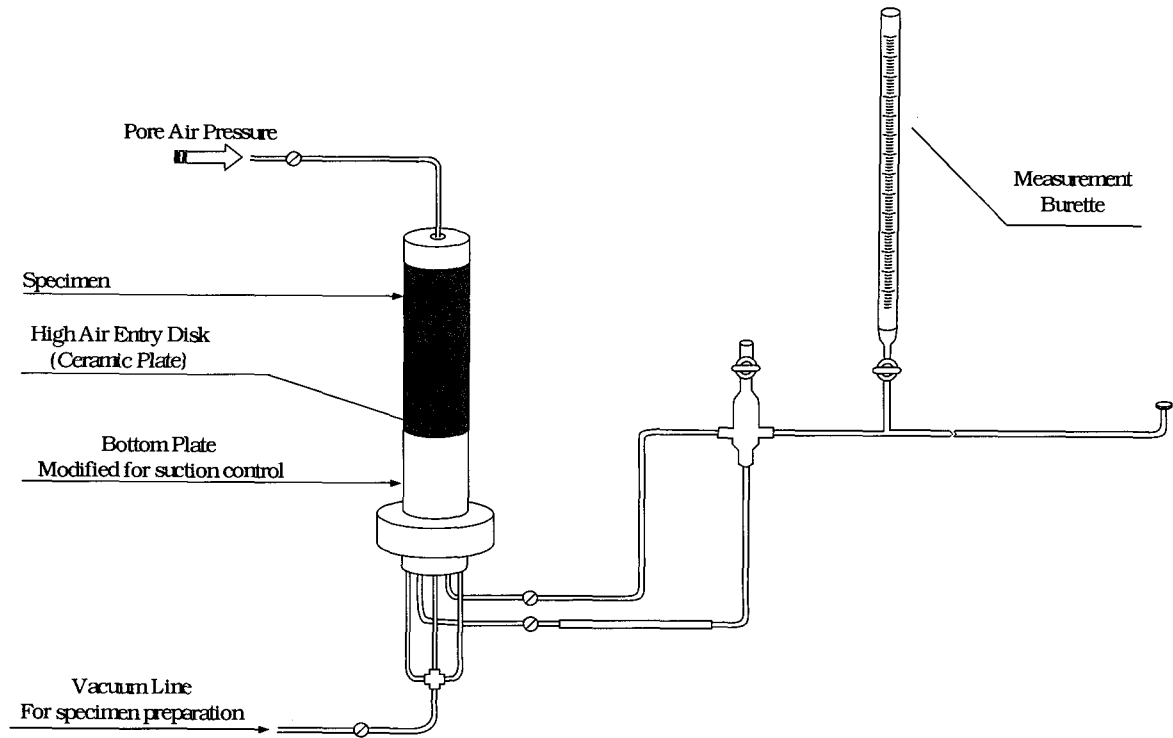 Pore Air Pressure
Measurement
Burette
Specimen
High Air Entry Disk
(Ceramic Plate)
Bottom Plate
Modified for suction control
Vacuum Line
For specimen preparation